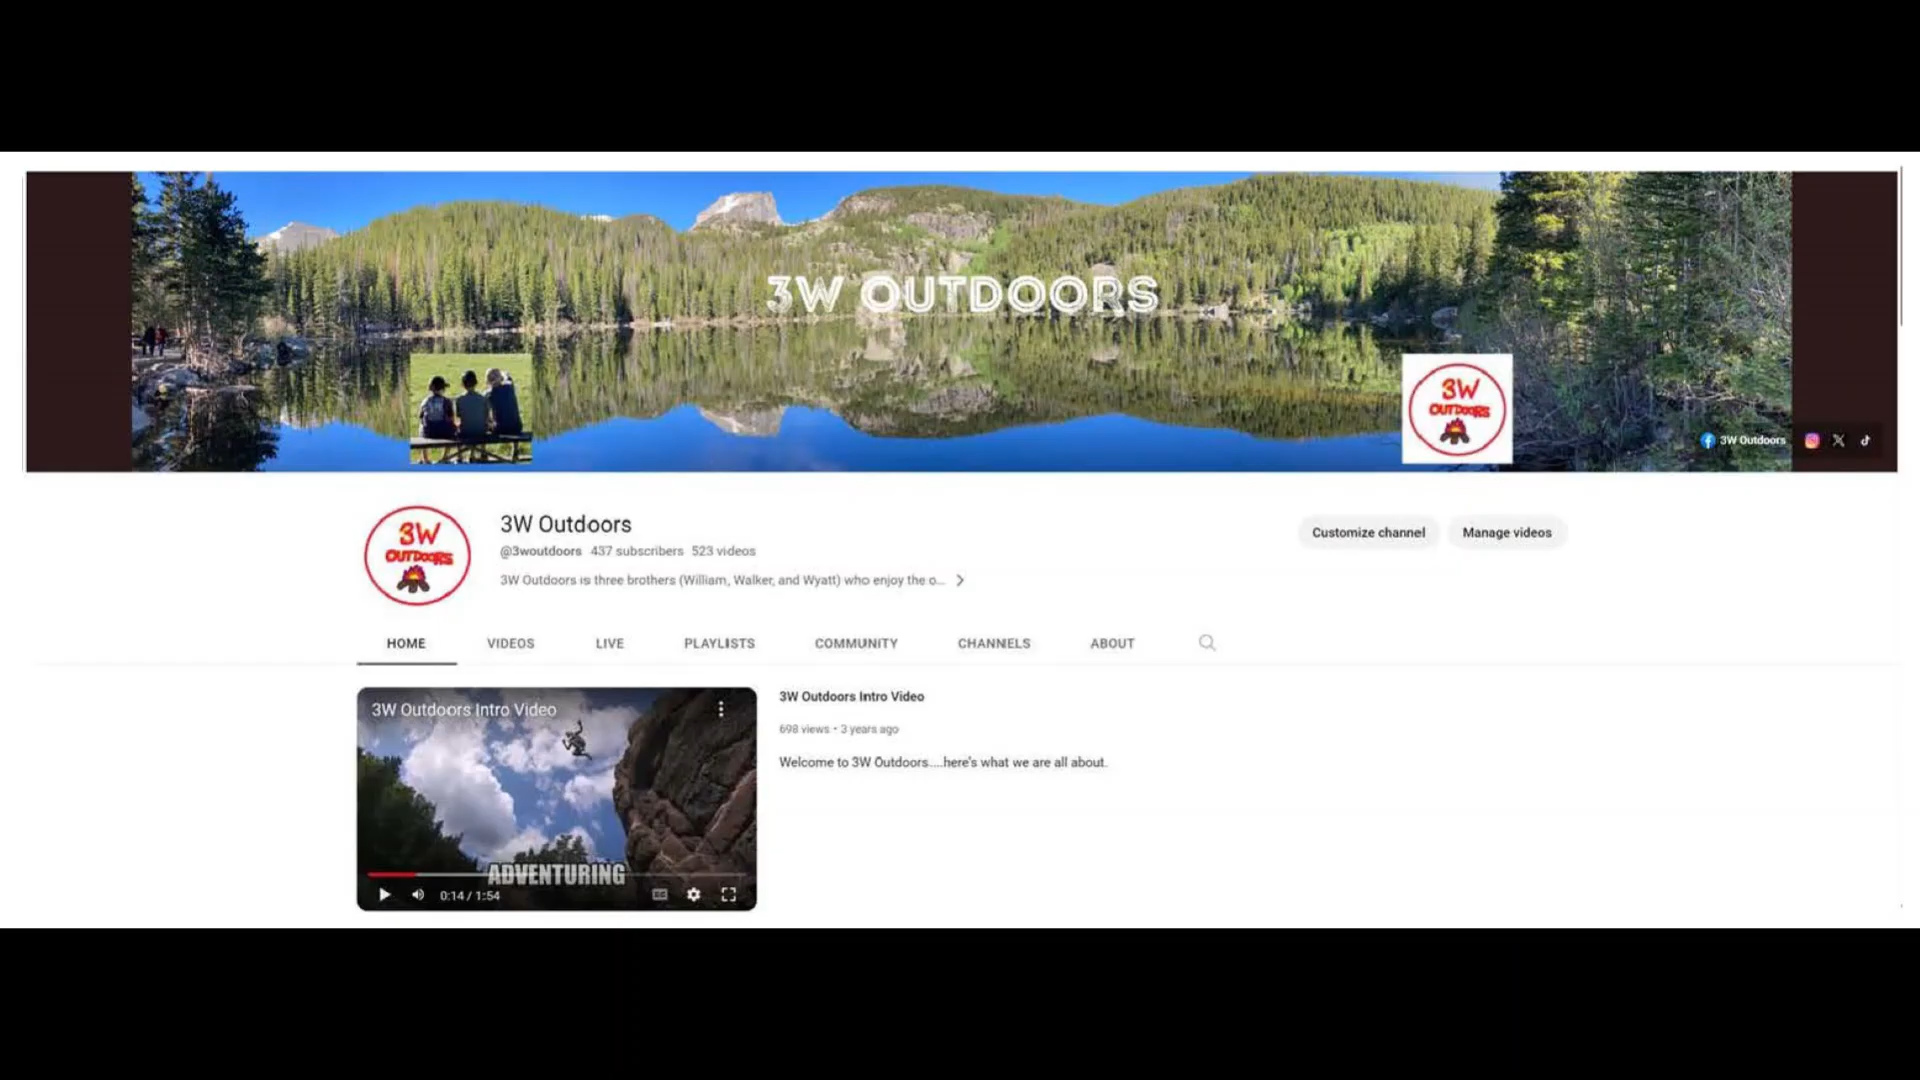 3W OUTDOORS
3W
OUTDOORS
3W Outdoors
3W
OUTDOORS
3W Outdoors
@3woutdoors 437 subscribers 523 videos
3W Outdoors is three brothers (William, Walker, and Wyatt) who enjoy the o...
Customize channel
Manage videos
HOME VIDEOS LIVE PLAYLISTS COMMUNITY CHANNELS ABOUT
3W Outdoors Intro Video
ADVENTURING
0:14 / 1:54
3W Outdoors Intro Video
698 views • 3 years ago
Welcome to 3W Outdoors....here's what we are all about.